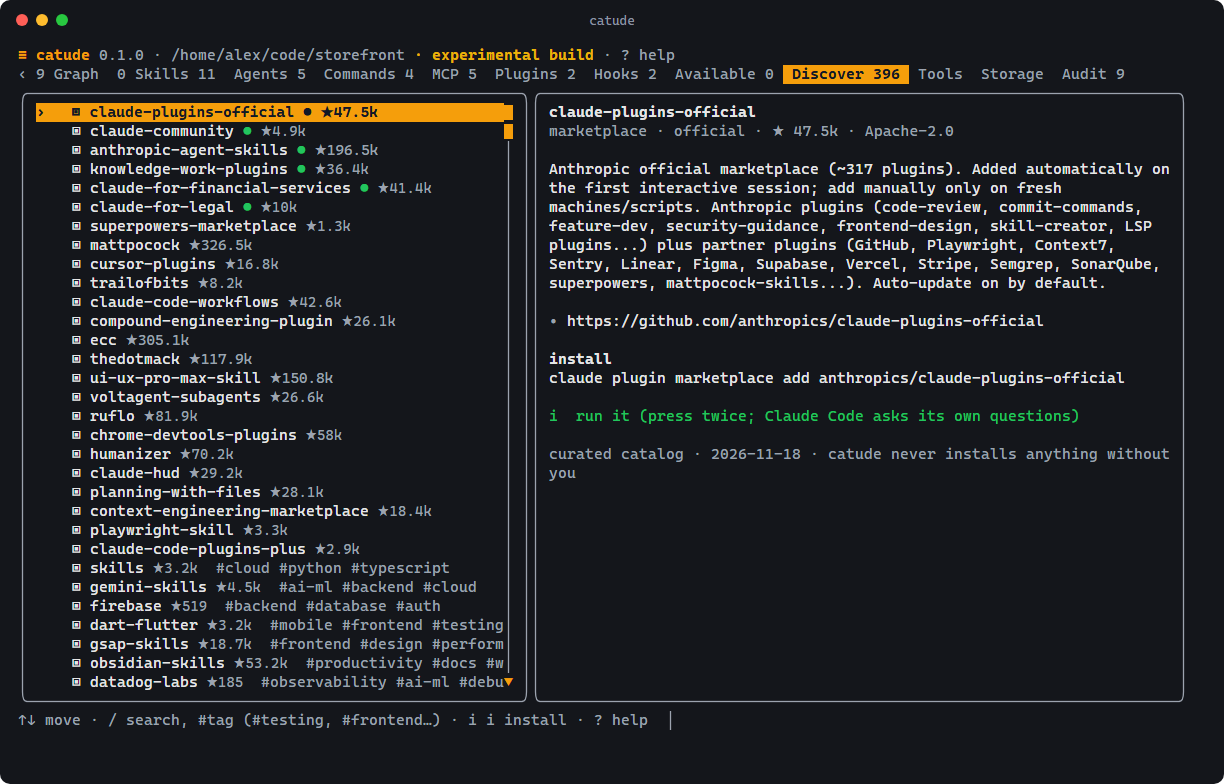 catude
≡ catude 0.1.0 · /home/alex/code/storefront · experimental build · ? help
‹ 9 Graph 0 Skills 11 Agents 5 Commands 4 MCP 5 Plugins 2 Hooks 2 Available 0 Discover 396 Tools Storage Audit 9
› ▣ claude-plugins-official ● ★47.5k
▣ claude-community ● ★4.9k
▣ anthropic-agent-skills ● ★196.5k
▣ knowledge-work-plugins ● ★36.4k
▣ claude-for-financial-services ● ★41.4k
▣ claude-for-legal ● ★10k
▣ superpowers-marketplace ★1.3k
▣ mattpocock ★326.5k
▣ cursor-plugins ★16.8k
▣ trailofbits ★8.2k
▣ claude-code-workflows ★42.6k
▣ compound-engineering-plugin ★26.1k
▣ ecc ★305.1k
▣ thedotmack ★117.9k
▣ ui-ux-pro-max-skill ★150.8k
▣ voltagent-subagents ★26.6k
▣ ruflo ★81.9k
▣ chrome-devtools-plugins ★58k
▣ humanizer ★70.2k
▣ claude-hud ★29.2k
▣ planning-with-files ★28.1k
▣ context-engineering-marketplace ★18.4k
▣ playwright-skill ★3.3k
▣ claude-code-plugins-plus ★2.9k
▣ skills ★3.2k #cloud #python #typescript
▣ gemini-skills ★4.5k #ai-ml #backend #cloud
▣ firebase ★519 #backend #database #auth
▣ dart-flutter ★3.2k #mobile #frontend #testing
▣ gsap-skills ★18.7k #frontend #design #perform
▣ obsidian-skills ★53.2k #productivity #docs #w
▣ datadog-labs ★185 #observability #ai-ml #debu
claude-plugins-official
marketplace · official · ★ 47.5k · Apache-2.0
Anthropic official marketplace (~317 plugins). Added automatically on
the first interactive session; add manually only on fresh
machines/scripts. Anthropic plugins (code-review, commit-commands,
feature-dev, security-guidance, frontend-design, skill-creator, LSP
plugins...) plus partner plugins (GitHub, Playwright, Context7,
Sentry, Linear, Figma, Supabase, Vercel, Stripe, Semgrep, SonarQube,
superpowers, mattpocock-skills...). Auto-update on by default.
• https://github.com/anthropics/claude-plugins-official
install
claude plugin marketplace add anthropics/claude-plugins-official
i run it (press twice; Claude Code asks its own questions)
curated catalog · 2026-11-18 · catude never installs anything without
you
↑↓ move · / search, #tag (#testing, #frontend…) · i i install · ? help